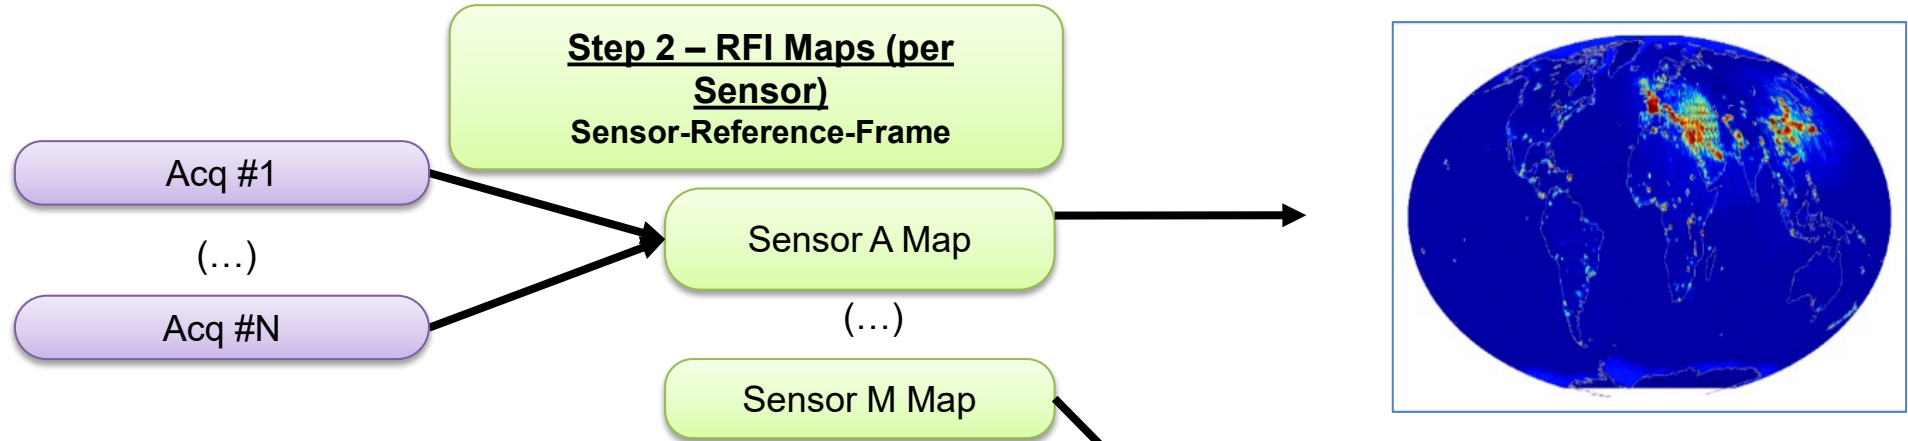 Step 2 – RFI Maps (per
Sensor)
Sensor-Reference-Frame
Acq #1
(…)
Acq #N
Sensor A Map
(…)
Sensor M Map